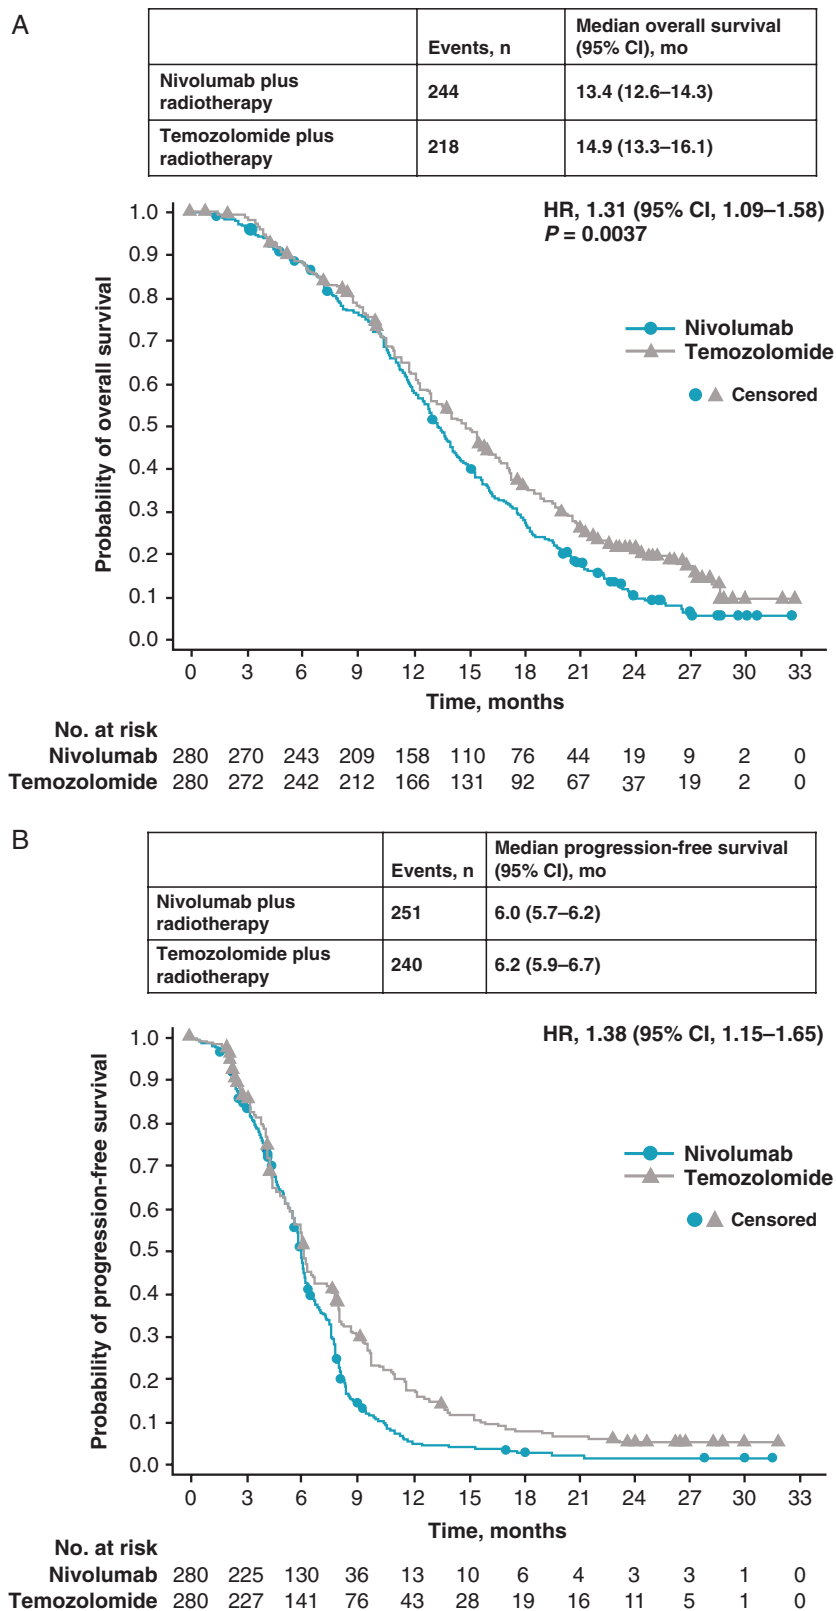 A
Events, n
Median overall survival
(95% CI), mo
Nivolumab plus
radiotherapy
244
13.4 (12.6–14.3)
Temozolomide plus
radiotherapy
218
14.9 (13.3–16.1)
HR, 1.31 (95% CI, 1.09–1.58)
P = 0.0037
Nivolumab
Temozolomide
Censored
Probability of overall survival
1.0
0.9
0.8
0.7
0.6
0.5
0.4
0.3
0.2
0.1
0.0
0 3 6 9 12 15 18 21 24 27 30 33
Time, months
No. at risk
Nivolumab 280 270 243 209 158 110 76 44 19 9 2 0
Temozolomide 280 272 242 212 166 131 92 67 37 19 2 0
B
Events, n
Median progression-free survival
(95% CI), mo
Nivolumab plus
radiotherapy
251
6.0 (5.7–6.2)
Temozolomide plus
radiotherapy
240
6.2 (5.9–6.7)
HR, 1.38 (95% CI, 1.15–1.65)
Nivolumab
Temozolomide
Censored
Probability of progression-free survival
1.0
0.9
0.8
0.7
0.6
0.5
0.4
0.3
0.2
0.1
0.0
0 3 6 9 12 15 18 21 24 27 30 33
Time, months
No. at risk
Nivolumab 280 225 130 36 13 10 6 4 3 3 1 0
Temozolomide 280 227 141 76 43 28 19 16 11 5 1 0